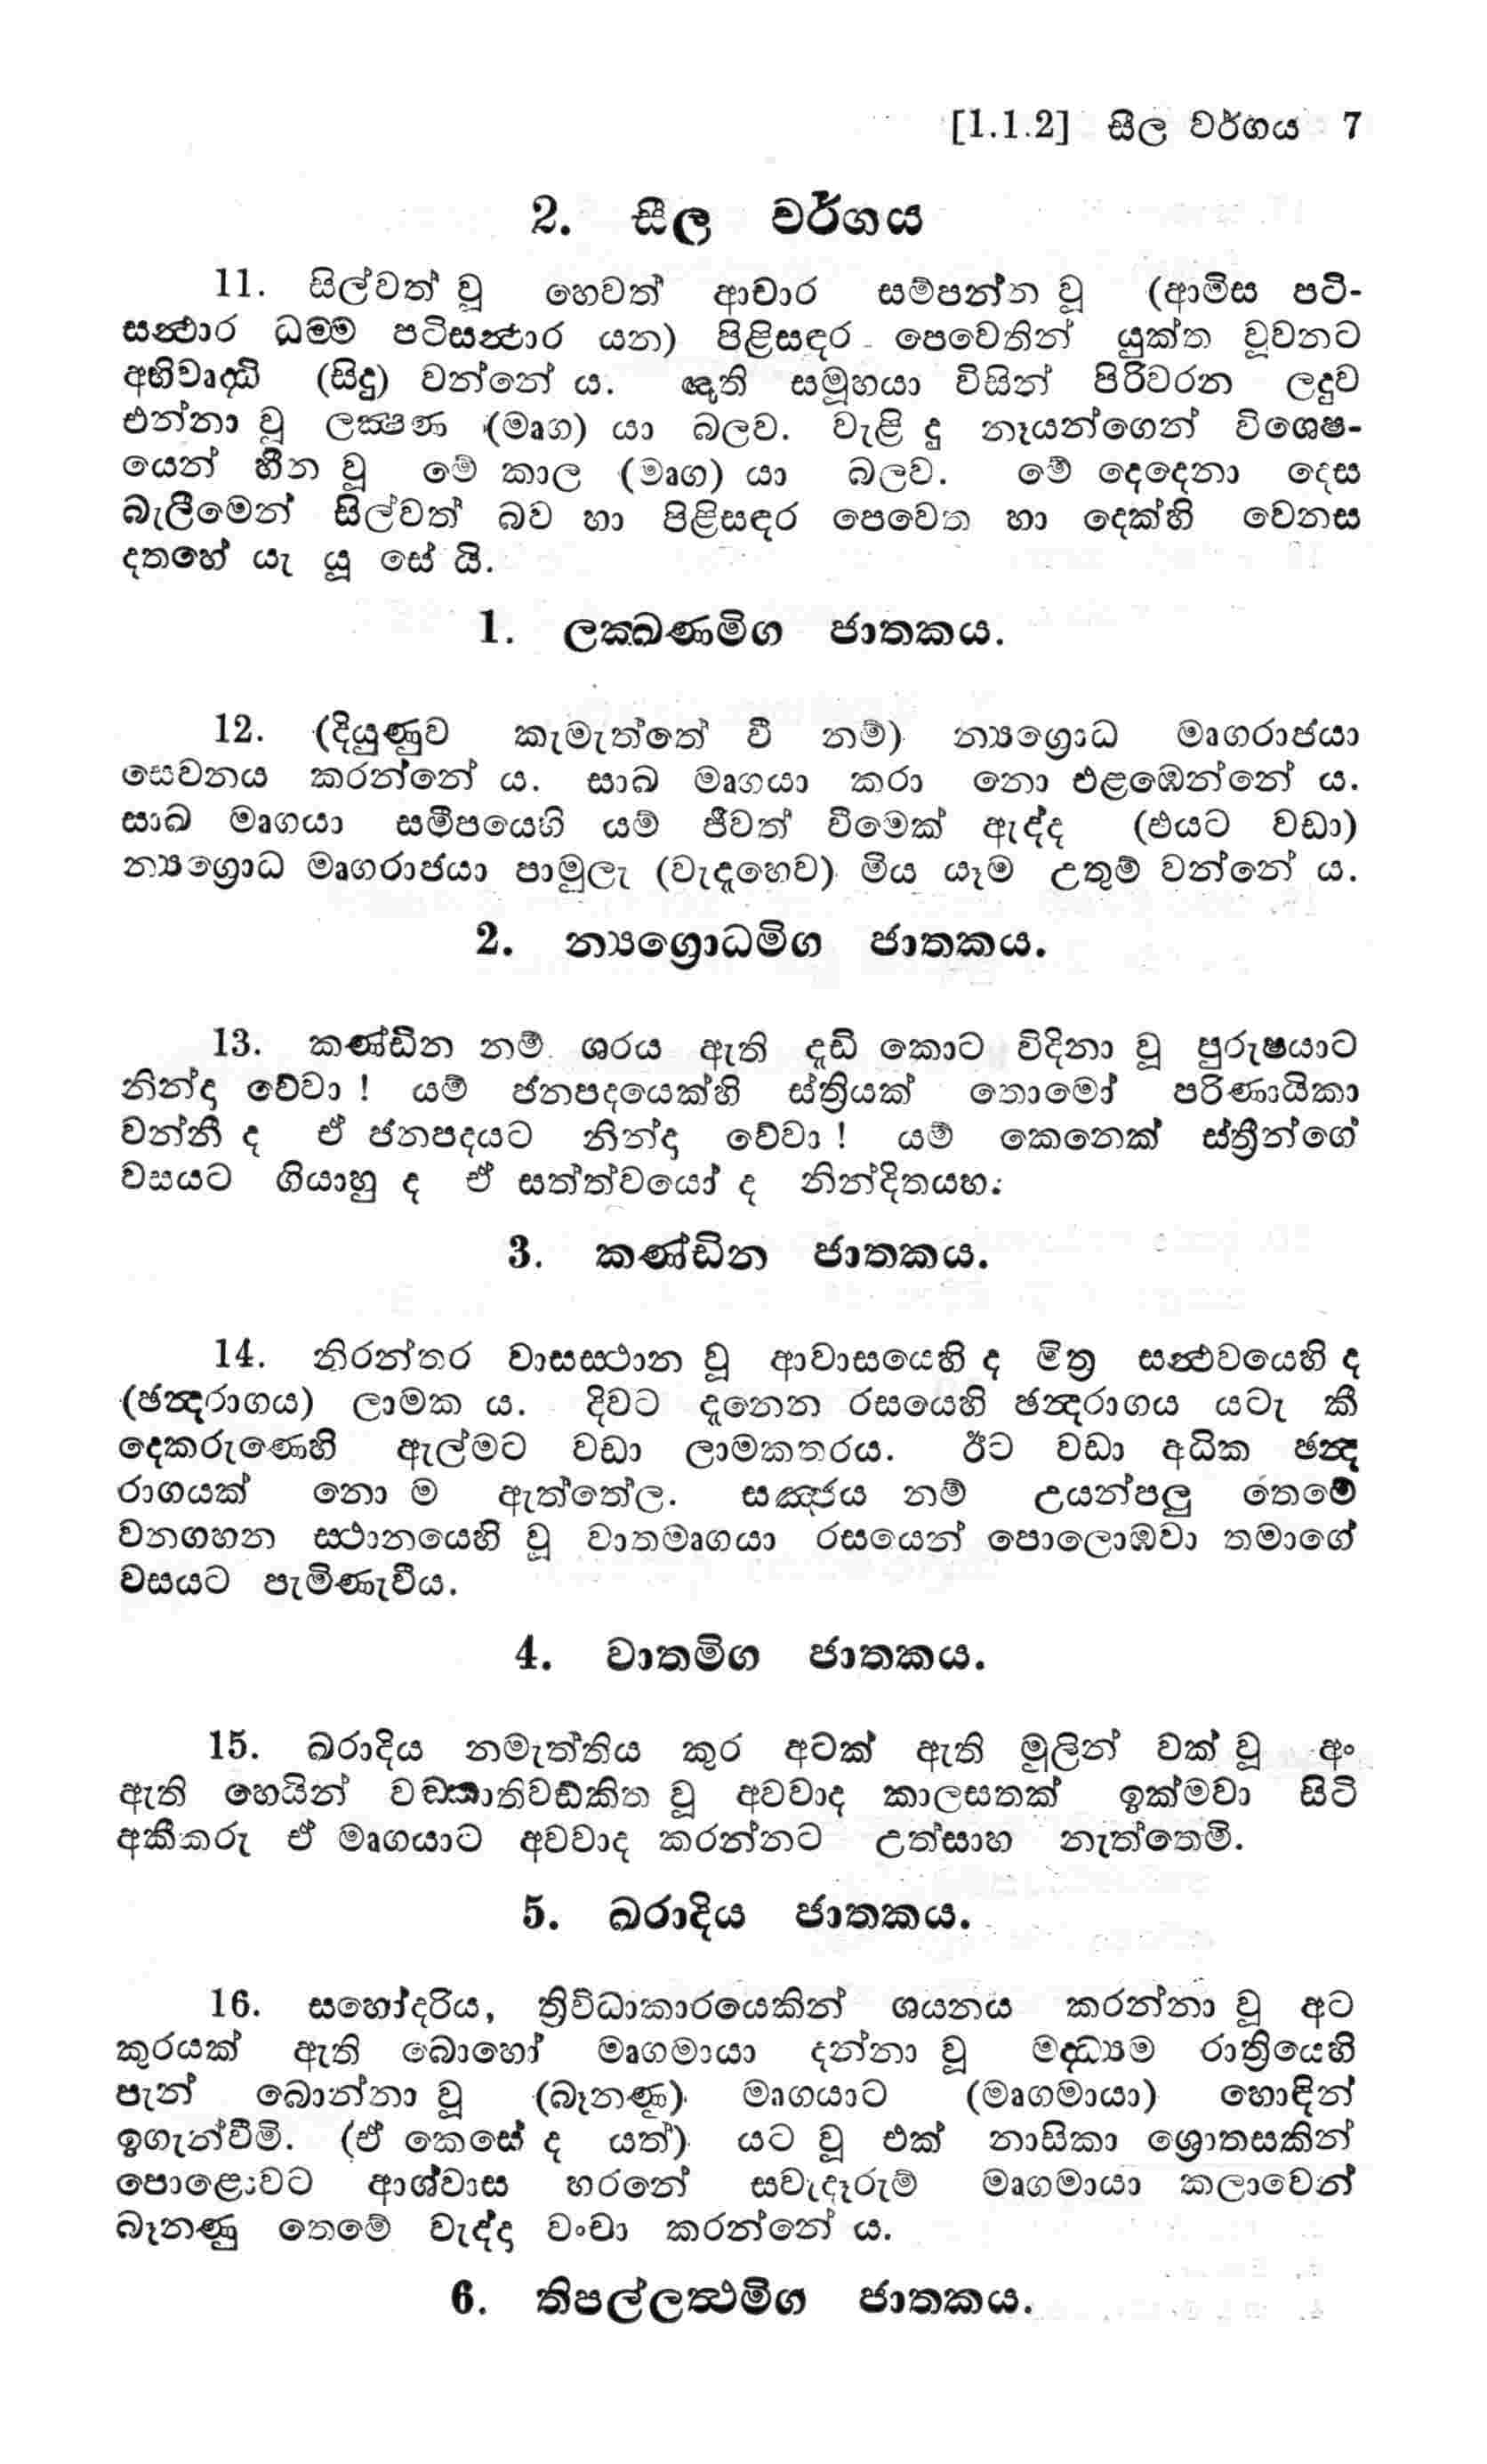 [1.1.2] සීල වර්ගය 7
2. සීල වර්ගය
11. සිල්වත් වූ හෙවත් ආචාර සම්පන්න වූ (ආමිස පටි-
සන්‍ථාර ධම්ම පටිසන්‍ථාර යන) පිළිසඳර පෙවෙතින් යුක්ත වූවනට
අභිවෘද්‍ධි (සිදු) වන්නේ ය. ඥති සමූහයා විසින් පිරිවරන ලදුව
එන්නා වූ ලක්‍ෂණ (මෘග) යා බලව. වැළි දු නෑයන්ගෙන් විශෙෂ-
යෙන් හීන වූ මේ කාල (මෘග) යා බලව. මේ දෙදෙනා දෙස
බැලීමෙන් සිල්වත් බව හා පිළිසඳර පෙවෙත හා දෙක්හි වෙනස
දතහේ යැ යූ සේ යි.
1. ලක්‍ඛණමිග ජාතකය.
12. (දියුණුව කැමැත්තේ වී නම්) න්‍යග්‍රොධ මෘගරාජයා
සෙවනය කරන්නේ ය. සාඛ මෘගයා කරා නො එළඹෙන්නේ ය.
සාඛ මෘගයා සමීපයෙහි යම් ජීවත් වීමෙක් ඇද්ද (එයට වඩා)
න්‍යග්‍රොධ මෘගරාජයා පාමුලැ (වැදෑහෙව) මිය යෑම උතුම් වන්නේ ය.
2. න්‍යග්‍රොධමිග ජාතකය.
13. කණ්ඩින නම් ශරය ඇති දැඩි කොට විදිනා වූ පුරුෂයාට
නින්දා වේවා ! යම් ජනපදයෙක්හි ස්ත්‍රියක් තොමෝ පරිණායිකා
වන්නී ද ඒ ජනපදයට නින්දා වේවා ! යම් කෙනෙක් ස්ත්‍රීන්ගේ
වසයට ගියාහු ද ඒ සත්ත්වයෝ ද නින්දිතයහ.
3. කණ්ඩින ජාතකය.
14. නිරන්තර වාසස්‍ථාන වූ ආවාසයෙහි ද මිත්‍ර සන්‍ථවයෙහි ද
(ඡන්‍දරාගය) ලාමක ය. දිවට දැනෙන රසයෙහි ඡන්‍දරාගය යටැ කී
දෙකරුණෙහි ඇල්මට වඩා ලාමකතරය. ඊට වඩා අධික ඡන්‍ද
රාගයක් නො ම ඇත්තේල. සඤ්ජය නම් උයන්පලු තෙමේ
වනගහන ස්‍ථානයෙහි වූ වාතමෘගයා රසයෙන් පොලොඹවා තමාගේ
වසයට පැමිණැවීය.
4. වාතමිග ජාතකය.
15. ඛරාදිය නමැත්තිය කුර අටක් ඇති මුලින් වක් වූ අං
ඇති හෙයින් වඞ්කාතිවඞ්කිත වූ අවවාද කාලසතක් ඉක්මවා සිටි
අකීකරු ඒ මෘගයාට අවවාද කරන්නට උත්සාහ නැත්තෙමි.
5. ඛරාදිය ජාතකය.
16. සහෝදරිය, ත්‍රිවිධාකාරයෙකින් ශයනය කරන්නා වූ අට
කුරයක් ඇති බොහෝ මෘගමායා දන්නා වූ මද්‍ධ්‍යම රාත්‍රියෙහි
පැන් බොන්නා වූ (බෑනණු) මෘගයාට (මෘගමායා) හොඳින්
ඉගැන්වීමි. (ඒ කෙසේ ද යත්) යට වූ එක් නාසිකා ශ්‍රොතසකින්
පොළොවට ආශ්වාස හරනේ සවැදෑරුම් මෘගමායා කලාවෙන්
බෑනණු තෙමේ වැද්දා වංචා කරන්නේ ය.
6. තිපල්ලත්‍ථමිග ජාතකය.